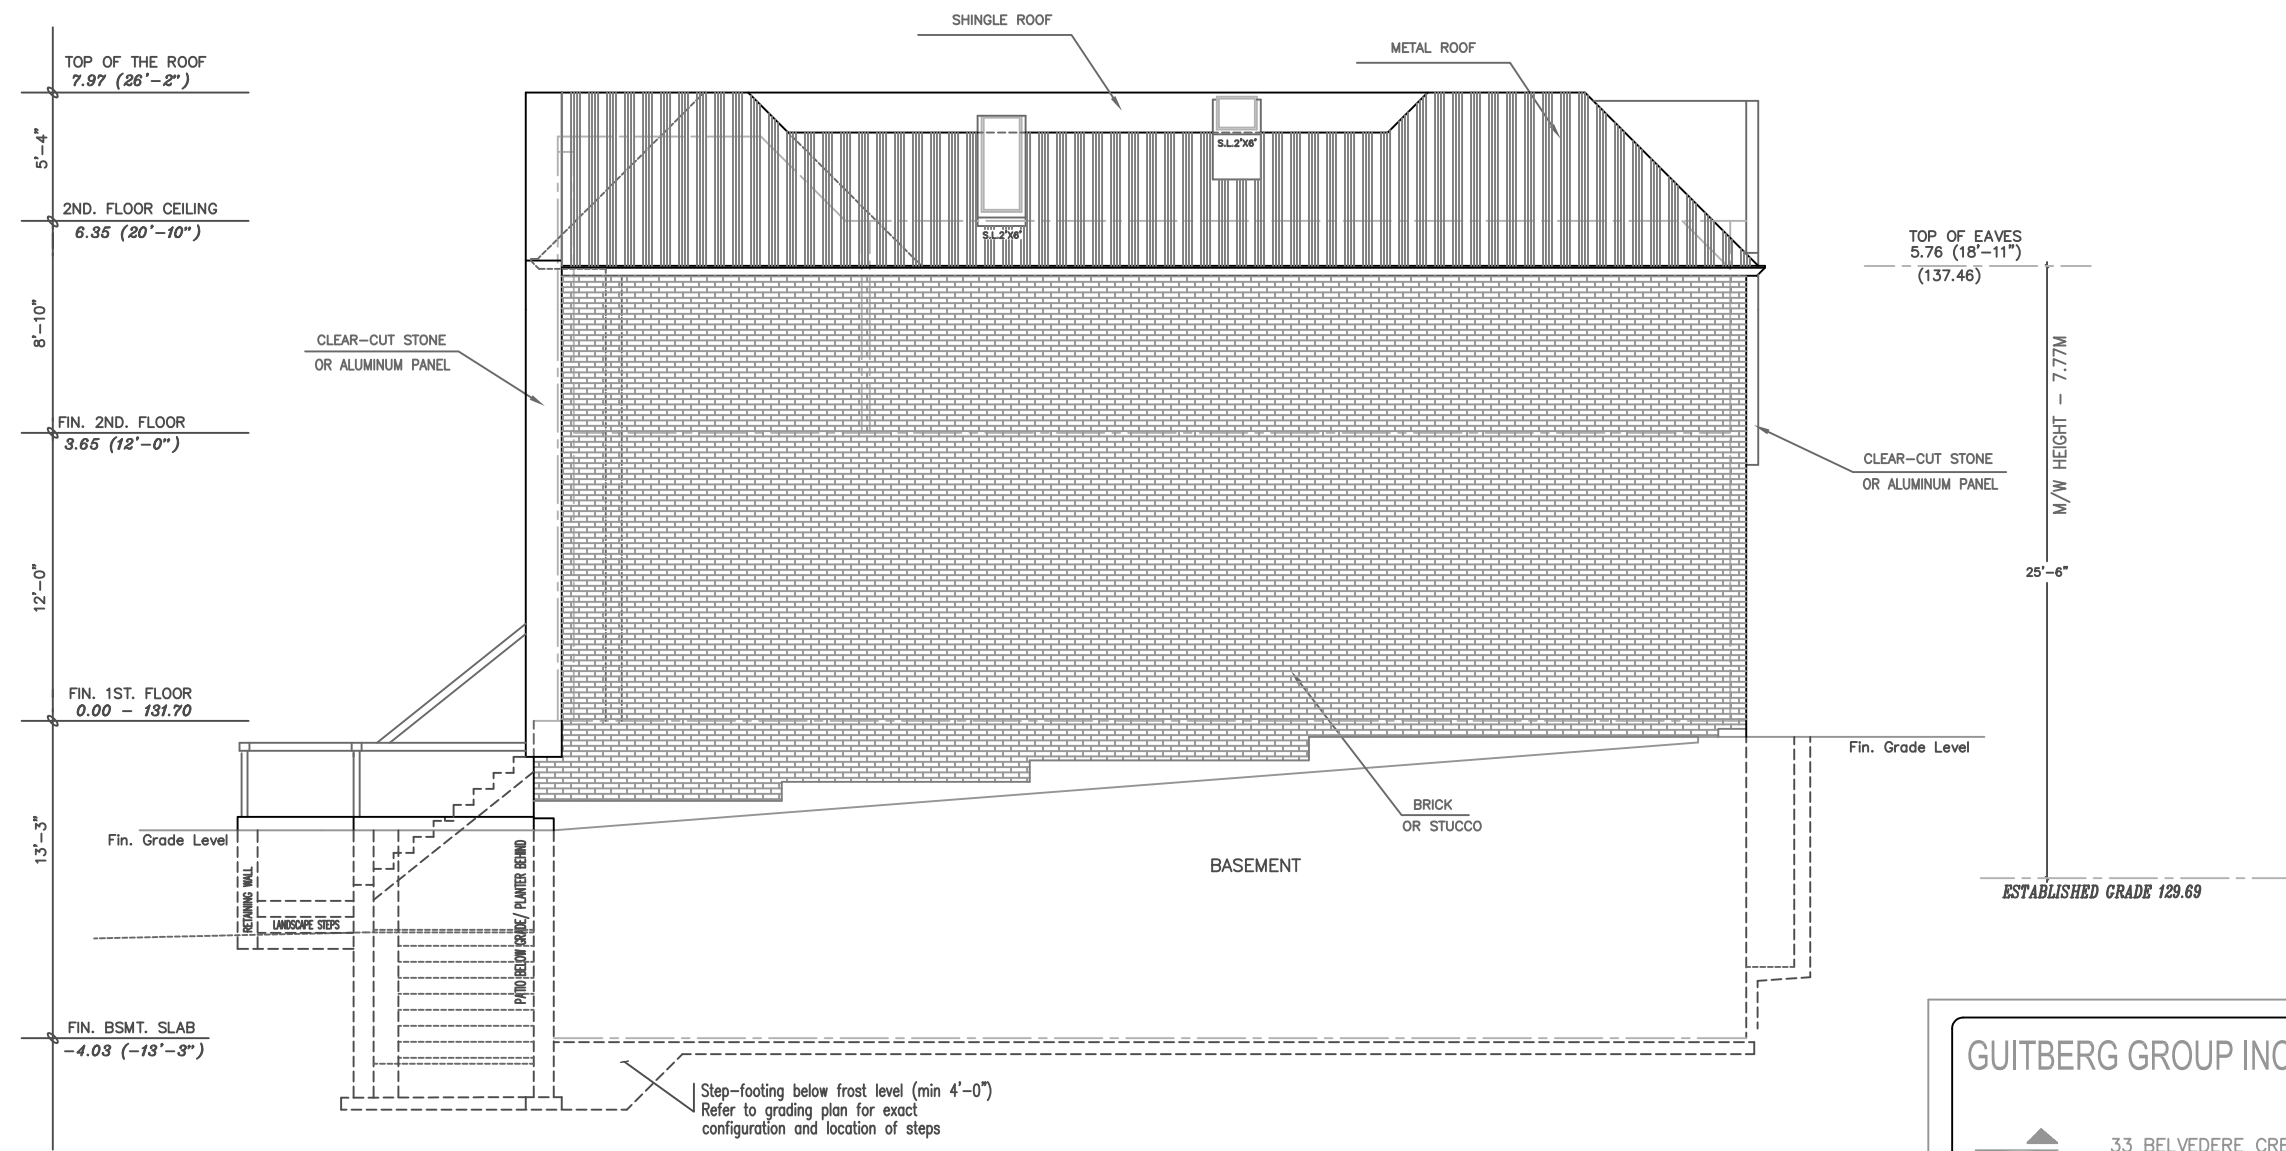 SHINGLE ROOF
METAL ROOF
TOP OF THE ROOF
7.97 (26'-2")
5'-4"
S.L.2'X6'
2ND. FLOOR CEILING
6.35 (20'-10")
S.L.2'X6'
TOP OF EAVES
5.76 (18'-11")
(137.46)
8'-10"
CLEAR-CUT STONE
OR ALUMINUM PANEL
M/W HEIGHT - 7.77M
FIN. 2ND. FLOOR
3.65 (12'-0")
CLEAR-CUT STONE
OR ALUMINUM PANEL
12'-0"
25'-6"
FIN. 1ST. FLOOR
0.00 - 131.70
Fin. Grade Level
BRICK
OR STUCCO
13'-3"
Fin. Grade Level
BASEMENT
RETAINING WALL
LANDSCAPE STEPS
PATIO BELOW GRADE/ PLANTER BEHIND
ESTABLISHED GRADE 129.69
FIN. BSMT. SLAB
-4.03 (-13'-3")
Step-footing below frost level (min 4'-0")
Refer to grading plan for exact
configuration and location of steps
GUITBERG GROUP INC
33 BELVEDERE CRE